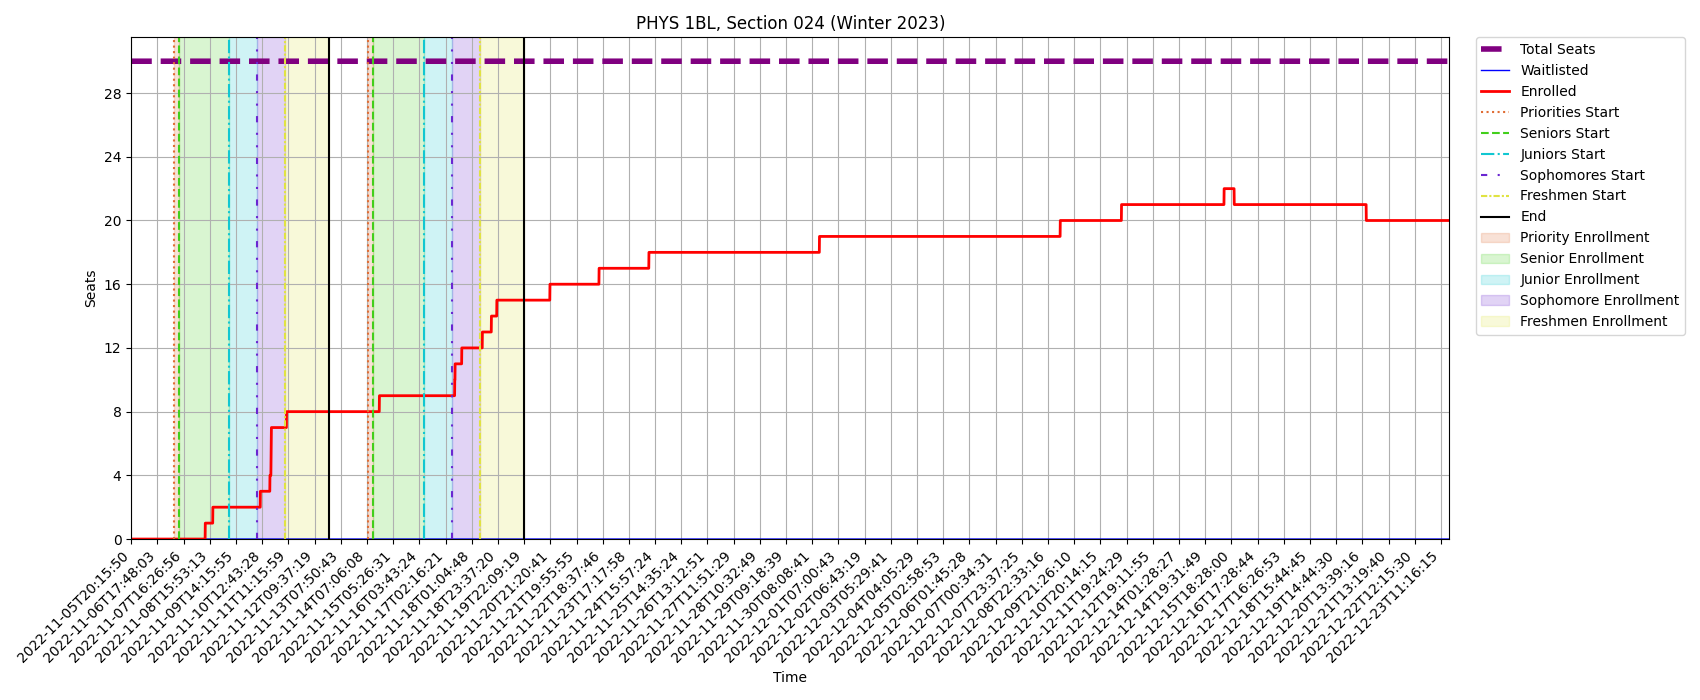 PHYS 1BL, Section 024 (Winter 2023)
Seats
28
24
20
16
12
8
4
0
2022-11-05T20:15:50
2022-11-06T17:48:03
2022-11-07T16:26:56
2022-11-08T15:53:13
2022-11-09T14:15:55
2022-11-10T12:43:28
2022-11-11T11:15:59
2022-11-12T09:37:19
2022-11-13T07:50:43
2022-11-14T07:06:08
2022-11-15T05:26:31
2022-11-16T03:43:24
2022-11-17T02:16:21
2022-11-18T01:04:48
2022-11-18T23:37:20
2022-11-19T22:09:19
2022-11-20T21:20:41
2022-11-21T19:55:55
2022-11-22T18:37:46
2022-11-23T17:17:58
2022-11-24T15:57:24
2022-11-25T14:35:24
2022-11-26T13:12:51
2022-11-27T11:51:29
2022-11-28T10:32:49
2022-11-29T09:18:39
2022-11-30T08:08:41
2022-12-01T07:00:43
2022-12-02T06:43:19
2022-12-03T05:29:41
2022-12-04T04:05:29
2022-12-05T02:58:53
2022-12-06T01:45:28
2022-12-07T00:34:31
2022-12-07T23:37:25
2022-12-08T22:33:16
2022-12-09T21:26:10
2022-12-10T20:14:15
2022-12-11T19:24:29
2022-12-12T19:11:55
2022-12-14T01:28:27
2022-12-14T19:31:49
2022-12-15T18:28:00
2022-12-16T17:28:44
2022-12-17T16:26:53
2022-12-18T15:44:45
2022-12-19T14:44:30
2022-12-20T13:39:16
2022-12-21T13:19:40
2022-12-22T12:15:30
2022-12-23T11:16:15
Time
Total Seats
Waitlisted
Enrolled
Priorities Start
Seniors Start
Juniors Start
Sophomores Start
Freshmen Start
End
Priority Enrollment
Senior Enrollment
Junior Enrollment
Sophomore Enrollment
Freshmen Enrollment